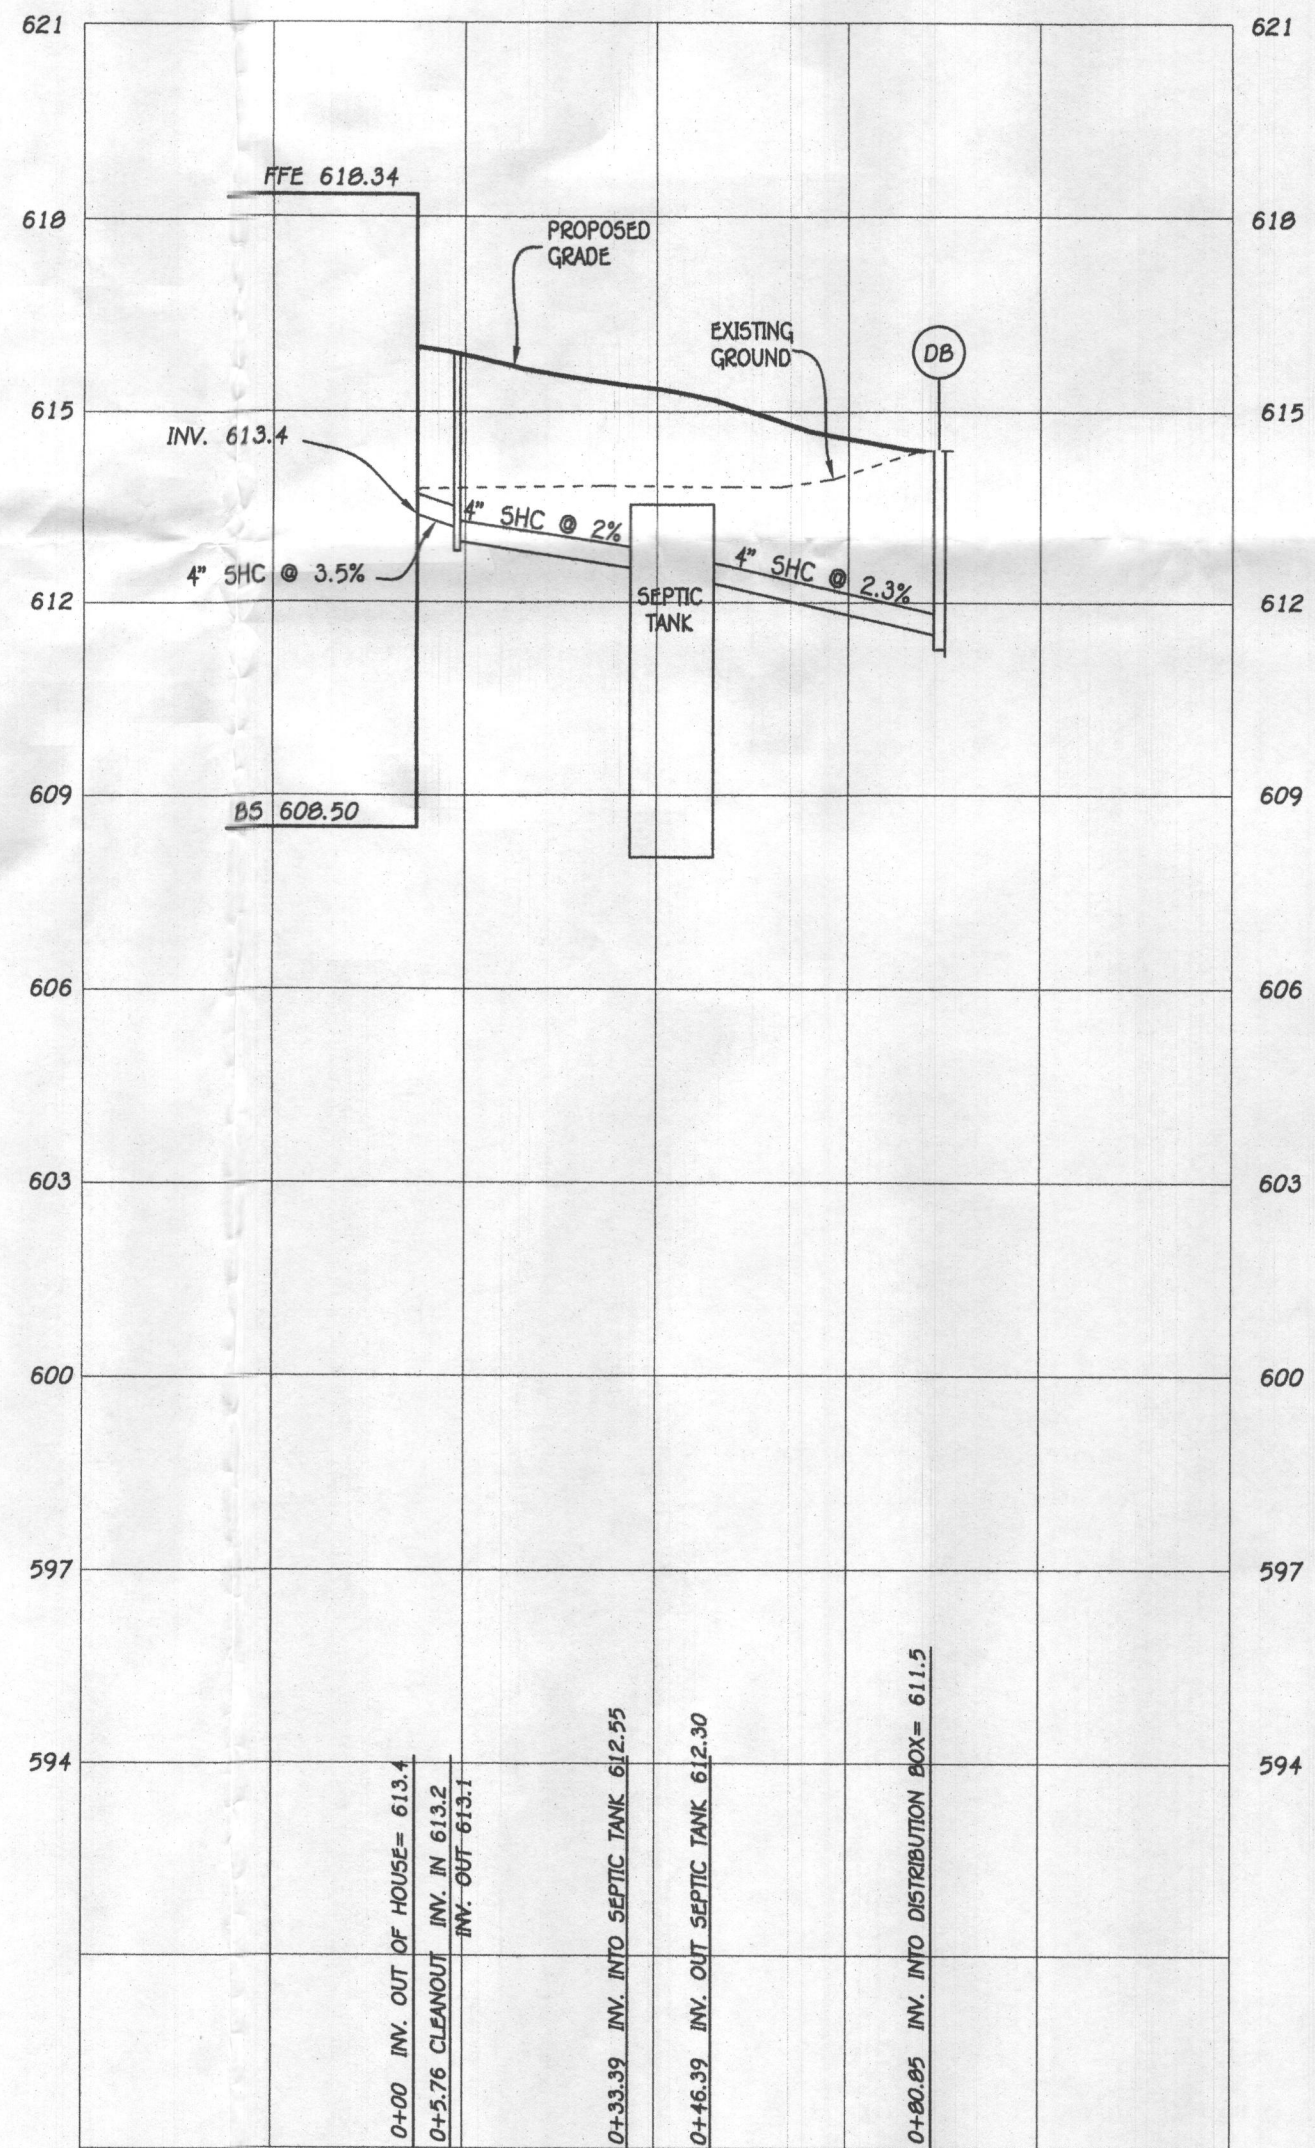 621
621
FFE 618.34
618
618
PROPOSED
GRADE
EXISTING
GROUND
DB
615
615
INV. 613.4
4" SHC @ 2%
4" SHC @ 3.5%
4" SHC @ 2.3%
SEPTIC
TANK
612
612
609
609
BS 608.50
606
606
603
603
600
600
597
597
594
594
0+00 INV. OUT OF HOUSE= 613.4
0+5.76 CLEANOUT INV. IN 613.2
INV. OUT 613.1
0+33.39 INV. INTO SEPTIC TANK 612.55
0+46.39 INV. OUT SEPTIC TANK 612.30
0+80.85 INV. INTO DISTRIBUTION BOX= 611.5